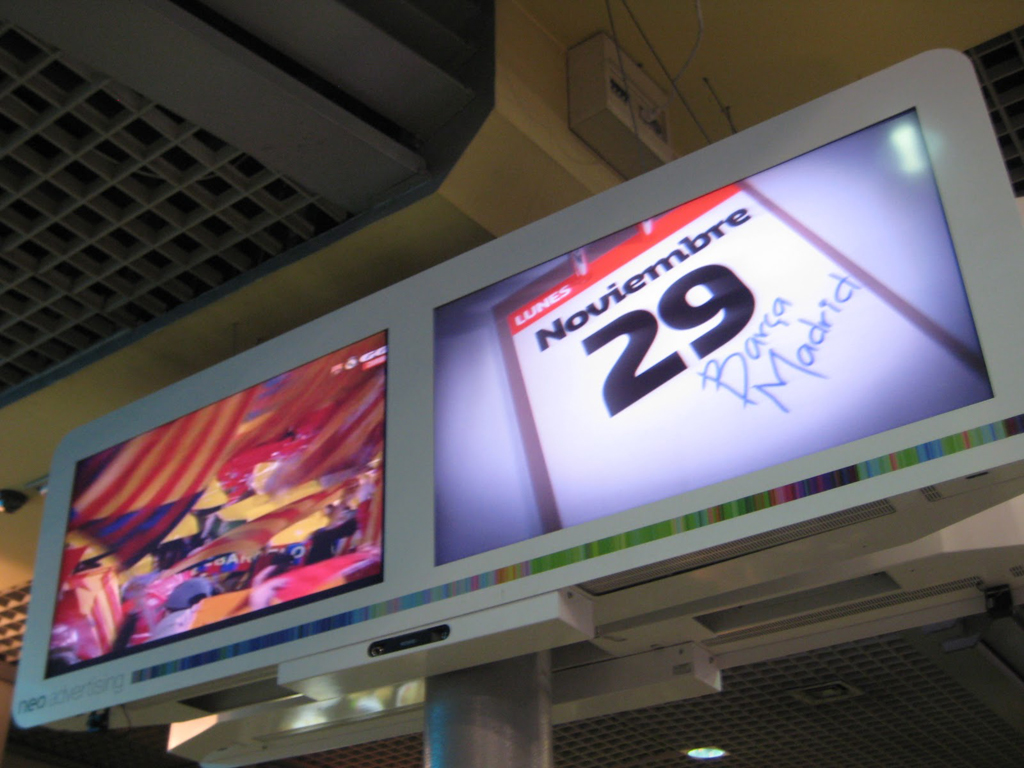 LUNES
Noviembre
29
Barça
Madrid
neo advertising